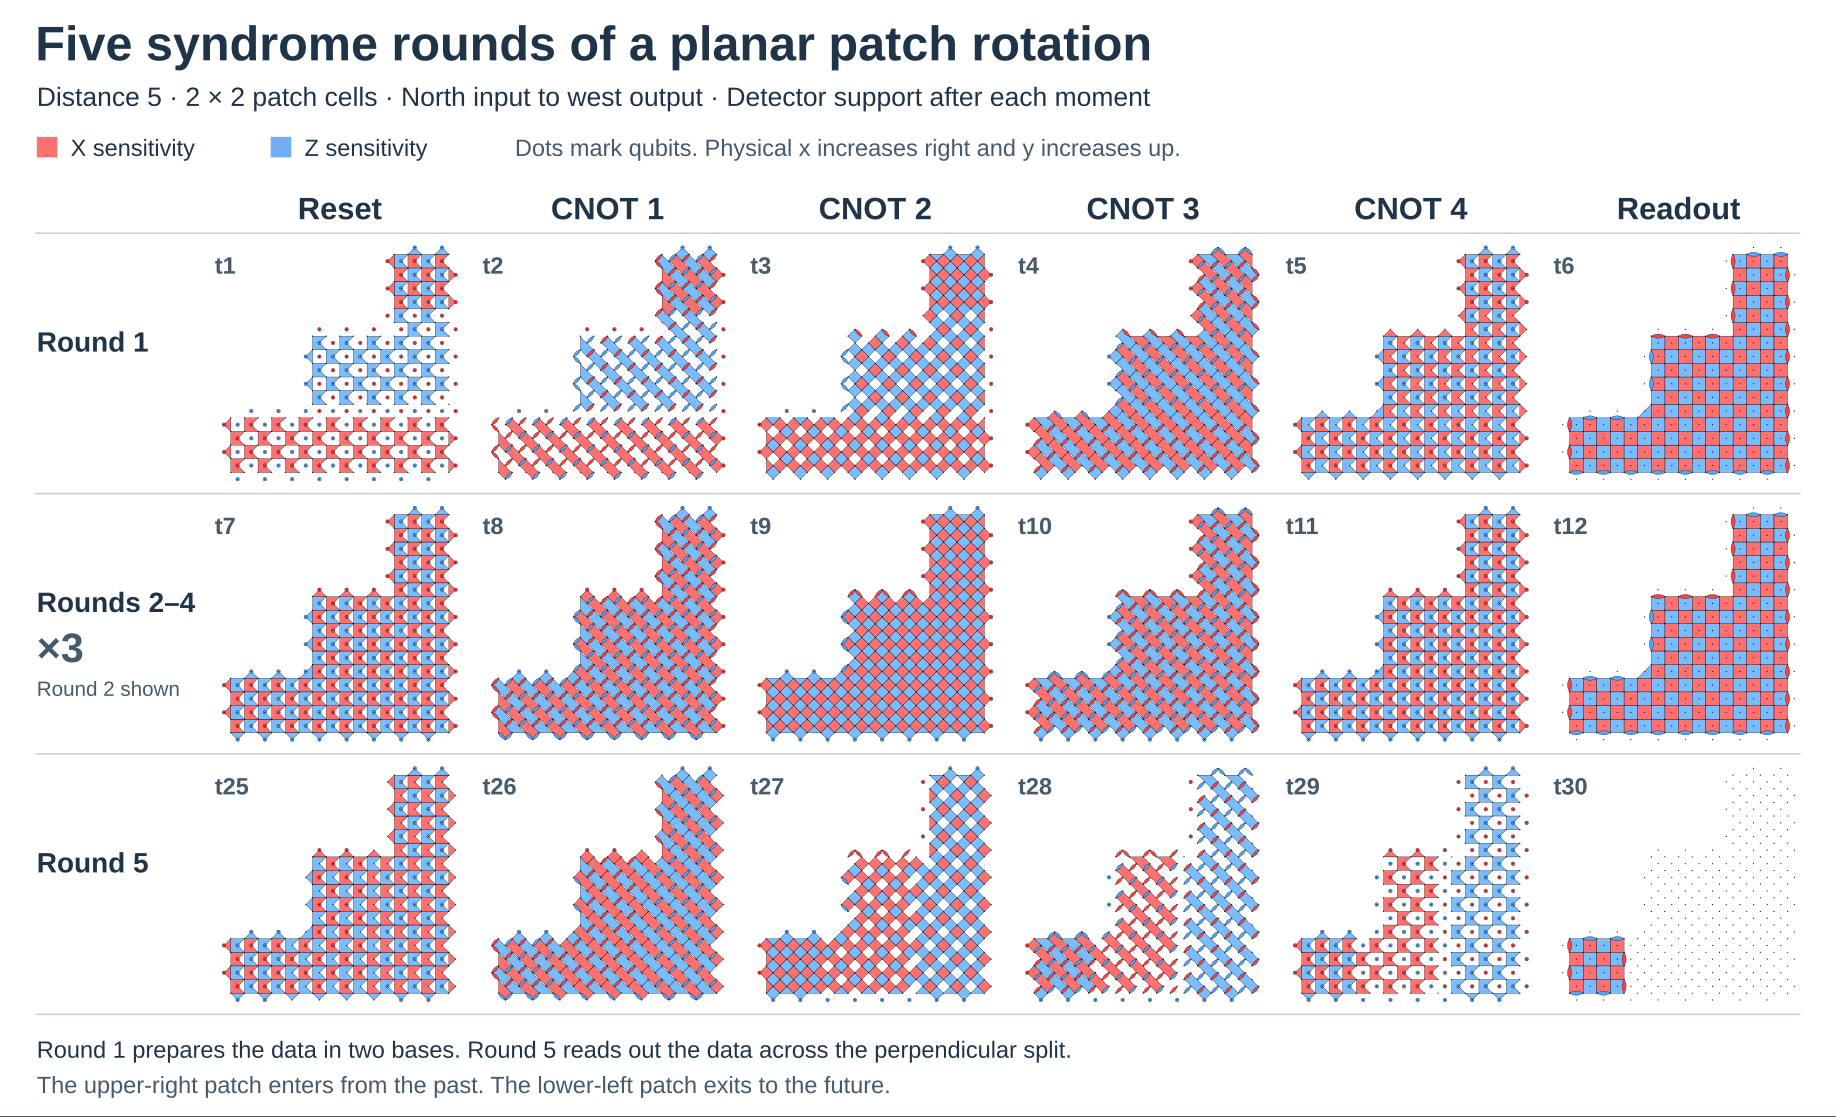 Five syndrome rounds of a planar patch rotation
Distance 5 · 2 × 2 patch cells · North input to west output · Detector support after each moment
X sensitivity Z sensitivity Dots mark qubits. Physical x increases right and y increases up.
Reset CNOT 1 CNOT 2 CNOT 3 CNOT 4 Readout
t1 t2 t3 t4 t5 t6
Round 1
t7 t8 t9 t10 t11 t12
Rounds 2–4
×3
Round 2 shown
t25 t26 t27 t28 t29 t30
Round 5
Round 1 prepares the data in two bases. Round 5 reads out the data across the perpendicular split.
The upper-right patch enters from the past. The lower-left patch exits to the future.